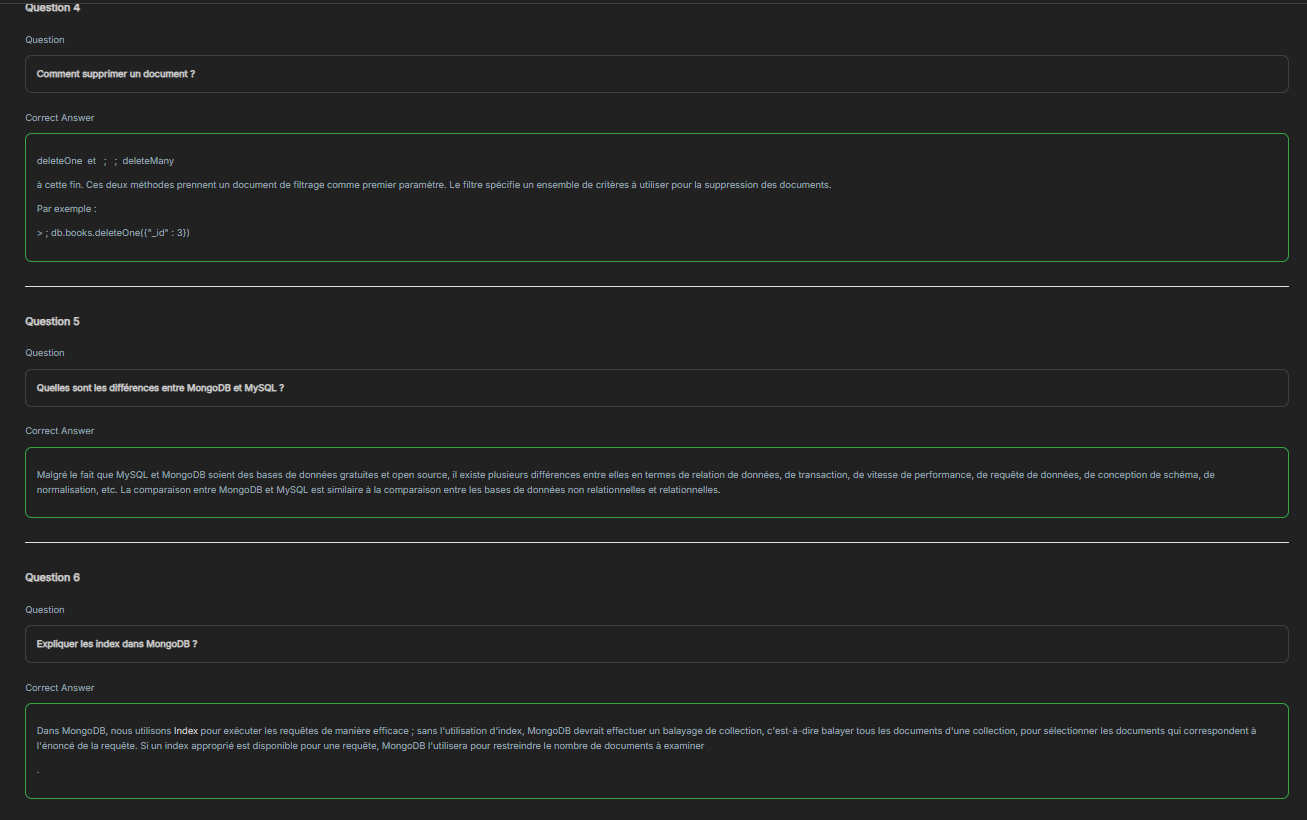 Question 4
Question
Comment supprimer un document ?
Correct Answer
deleteOne et ; ; deleteMany
à cette fin. Ces deux méthodes prennent un document de filtrage comme premier paramètre. Le filtre spécifie un ensemble de critères à utiliser pour la suppression des documents.
Par exemple :
> ; db.books.deleteOne({"_id" : 3})
Question 5
Question
Quelles sont les différences entre MongoDB et MySQL ?
Correct Answer
Malgré le fait que MySQL et MongoDB soient des bases de données gratuites et open source, il existe plusieurs différences entre elles en termes de relation de données, de transaction, de vitesse de performance, de requête de données, de conception de schéma, de
normalisation, etc. La comparaison entre MongoDB et MySQL est similaire à la comparaison entre les bases de données non relationnelles et relationnelles.
Question 6
Question
Expliquer les index dans MongoDB ?
Correct Answer
Dans MongoDB, nous utilisons Index pour exécuter les requêtes de manière efficace ; sans l'utilisation d'index, MongoDB devrait effectuer un balayage de collection, c'est-à-dire balayer tous les documents d'une collection, pour sélectionner les documents qui correspondent à
l'énoncé de la requête. Si un index approprié est disponible pour une requête, MongoDB l'utilisera pour restreindre le nombre de documents à examiner
.